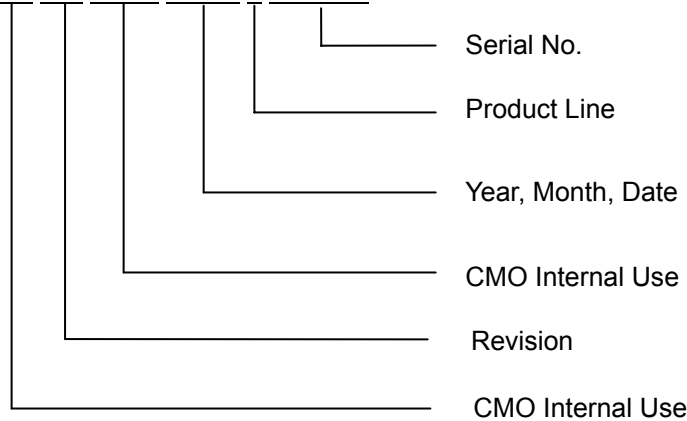 Serial No.
Product Line
Year, Month, Date
CMO Internal Use
Revision
CMO Internal Use